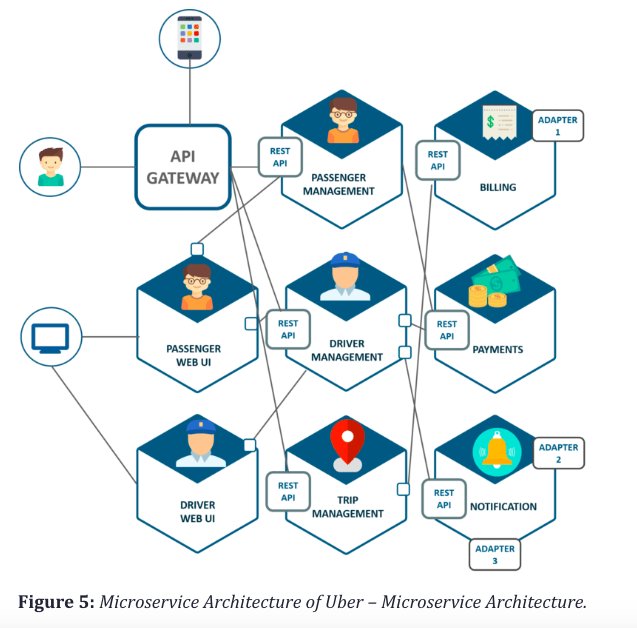 API
GATEWAY
REST
API
PASSENGER
MANAGEMENT
REST
API
BILLING
ADAPTER
1
PASSENGER
WEB UI
REST
API
DRIVER
MANAGEMENT
REST
API
PAYMENTS
DRIVER
WEB UI
REST
API
TRIP
MANAGEMENT
REST
API
NOTIFICATION
ADAPTER
2
ADAPTER
3
Figure 5: Microservice Architecture of Uber – Microservice Architecture.